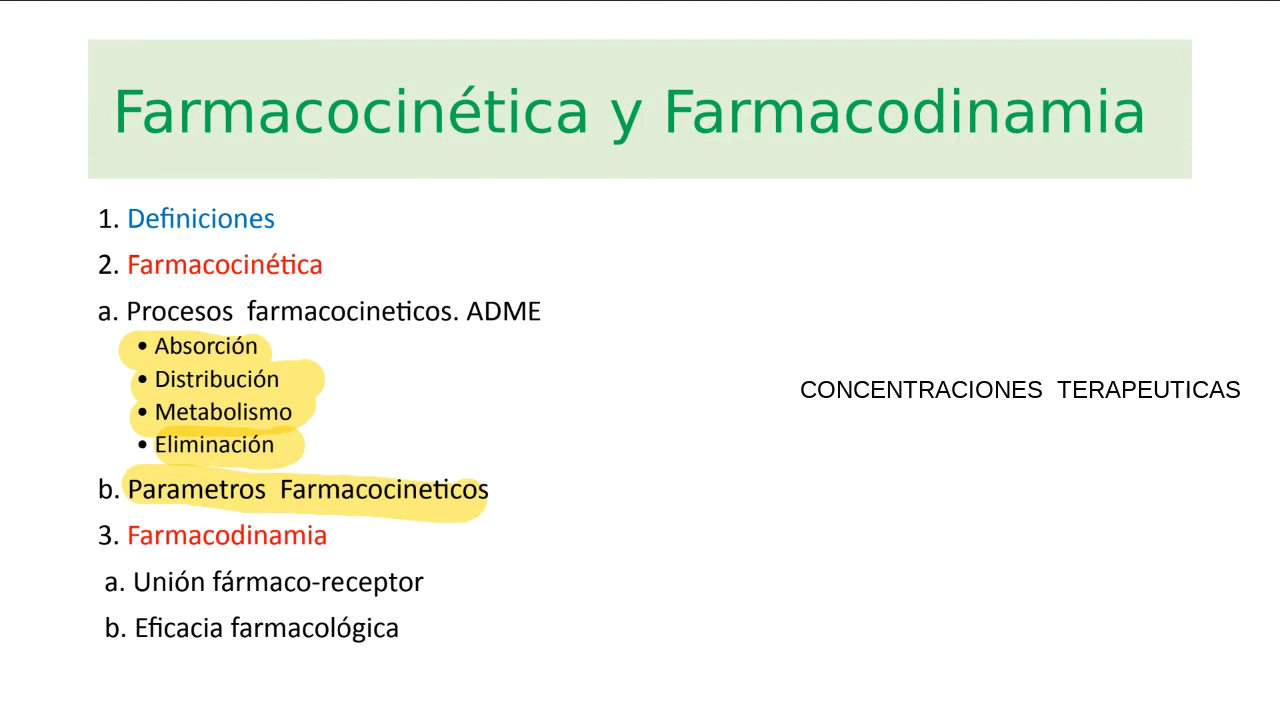 Farmacocinética y Farmacodinamia
1. Definiciones
2. Farmacocinética
a. Procesos farmacocineticos. ADME
• Absorción
• Distribución
• Metabolismo
• Eliminación
CONCENTRACIONES TERAPEUTICAS
b. Parametros Farmacocineticos
3. Farmacodinamia
a. Unión fármaco-receptor
b. Eficacia farmacológica